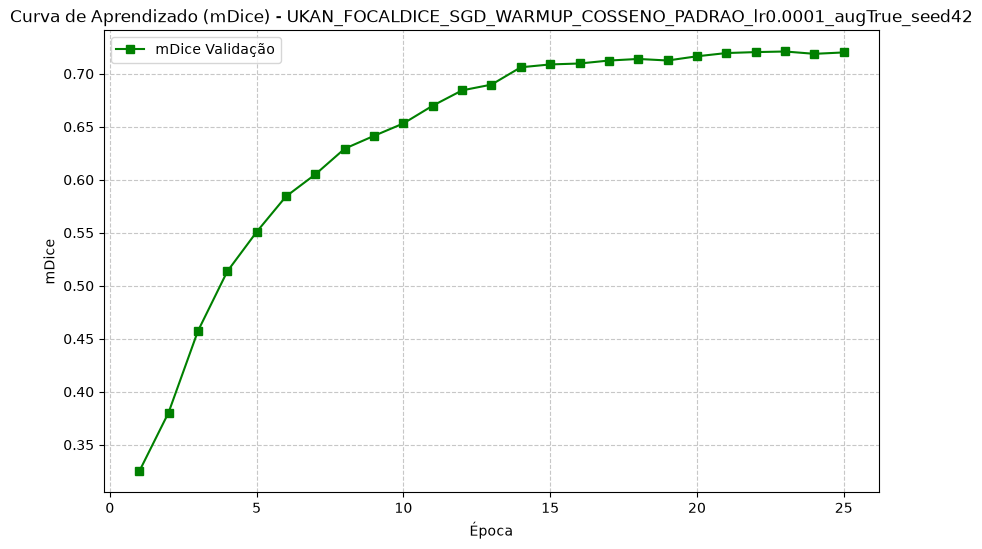 Curva de Aprendizado (mDice) - UKAN_FOCALDICE_SGD_WARMUP_COSSENO_PADRAO_lr0.0001_augTrue_seed42
mDice Validação
0.70
0.65
0.60
0.55
0.50
0.45
0.40
0.35
mDice
0 5 10 15 20 25
Época